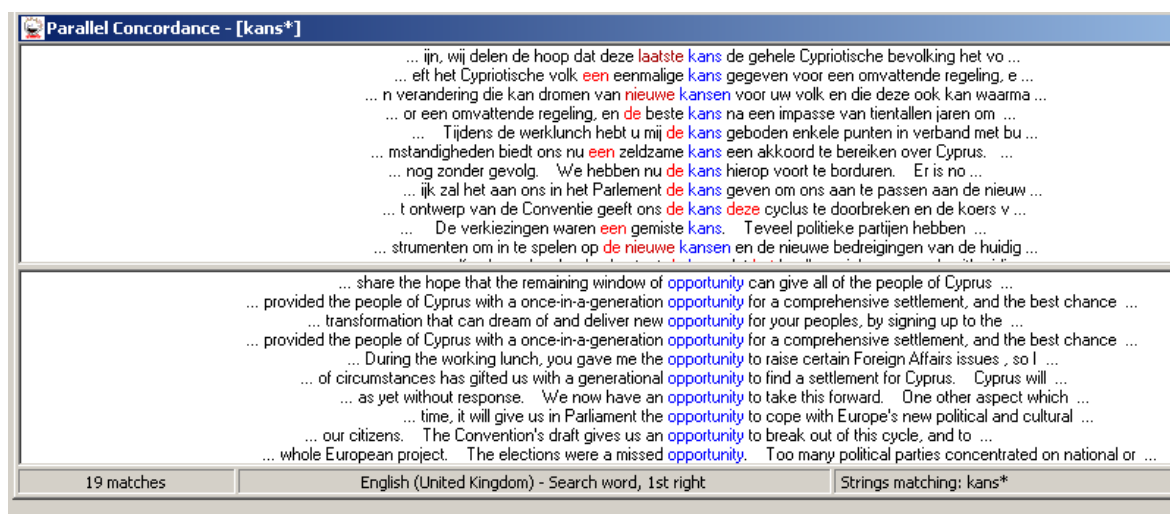 Parallel Concordance - [kans*]
... ijn, wij delen de hoop dat deze laatste kans de gehele Cypriotische bevolking het vo ...
... eft het Cypriotische volk een eenmalige kans gegeven voor een omvattende regeling, e ...
... n verandering die kan dromen van nieuwe kansen voor uw volk en die deze ook kan waarma ...
... or een omvattende regeling, en de beste kans na een impasse van tientallen jaren om ...
... Tijdens de werklunch hebt u mij de kans geboden enkele punten in verband met bu ...
... mstandigheden biedt ons nu een zeldzame kans een akkoord te bereiken over Cyprus. ...
... nog zonder gevolg. We hebben nu de kans hierop voort te borduren. Er is no ...
... ijk zal het aan ons in het Parlement de kans geven om ons aan te passen aan de nieuw ...
... t ontwerp van de Conventie geeft ons de kans deze cyclus te doorbreken en de koers v ...
... De verkiezingen waren een gemiste kans. Teveel politieke partijen hebben ...
... strumenten om in te spelen op de nieuwe kansen en de nieuwe bedreigingen van de huidig ...
... share the hope that the remaining window of opportunity can give all of the people of Cyprus ...
... provided the people of Cyprus with a once-in-a-generation opportunity for a comprehensive settlement, and the best chance ...
... transformation that can dream of and deliver new opportunity for your peoples, by signing up to the ...
... provided the people of Cyprus with a once-in-a-generation opportunity for a comprehensive settlement, and the best chance ...
... During the working lunch, you gave me the opportunity to raise certain Foreign Affairs issues , so I ...
... of circumstances has gifted us with a generational opportunity to find a settlement for Cyprus. Cyprus will ...
... as yet without response. We now have an opportunity to take this forward. One other aspect which ...
... time, it will give us in Parliament the opportunity to cope with Europe's new political and cultural ...
... our citizens. The Convention's draft gives us an opportunity to break out of this cycle, and to ...
... whole European project. The elections were a missed opportunity. Too many political parties concentrated on national or ...
19 matches
English (United Kingdom) - Search word, 1st right
Strings matching: kans*